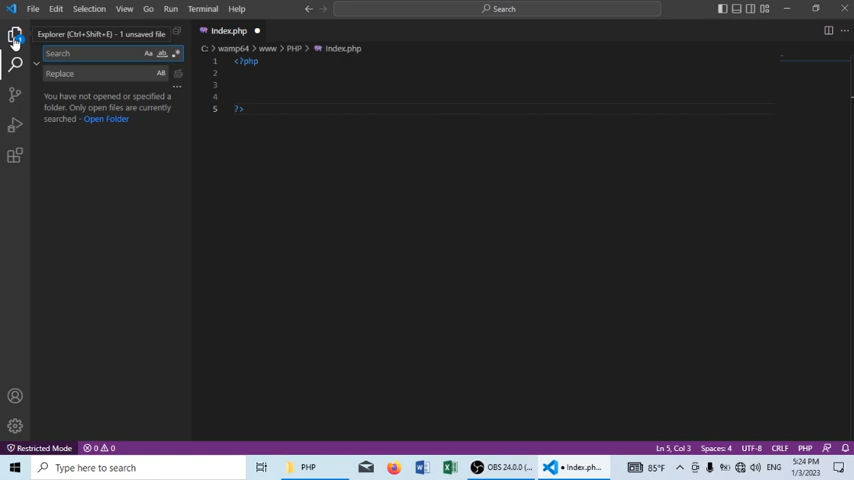 File Edit Selection View Go Run Terminal Help
Search
Explorer (Ctrl+Shift+E) - 1 unsaved file
1
Index.php
Search
Aa
ab
C: > wamp64 > www > PHP > Index.php
Replace
AB
You have not opened or specified a
folder. Only open files are currently
searched - Open Folder
1 <?php
2
3
4
5 ?>
Restricted Mode
0 0
Ln 5, Col 3
Spaces: 4
UTF-8
CRLF
PHP
Type here to search
PHP
OBS 24.0.0 (...
Index.ph...
85°F
ENG
5:24 PM
1/3/2023